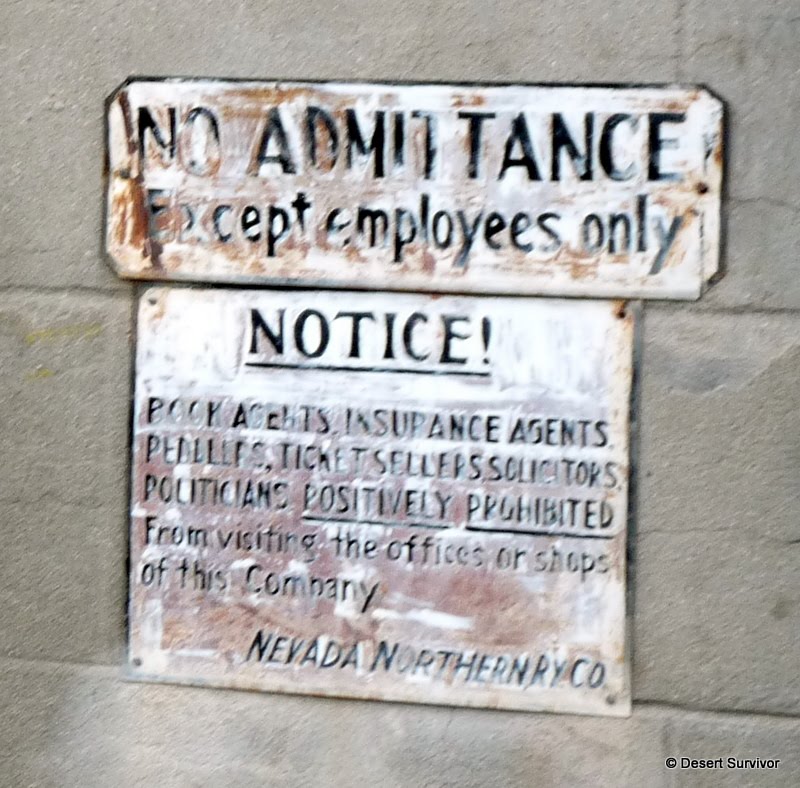 NO ADMITTANCE
Except employees only
NOTICE!
BOOK AGENTS, INSURANCE AGENTS,
PEDLLERS, TICKET SELLERS, SOLICITORS,
POLITICIANS POSITIVELY PROHIBITED
From visiting the offices or shops
of this Company
NEVADA NORTHERN RY. CO.
© Desert Survivor